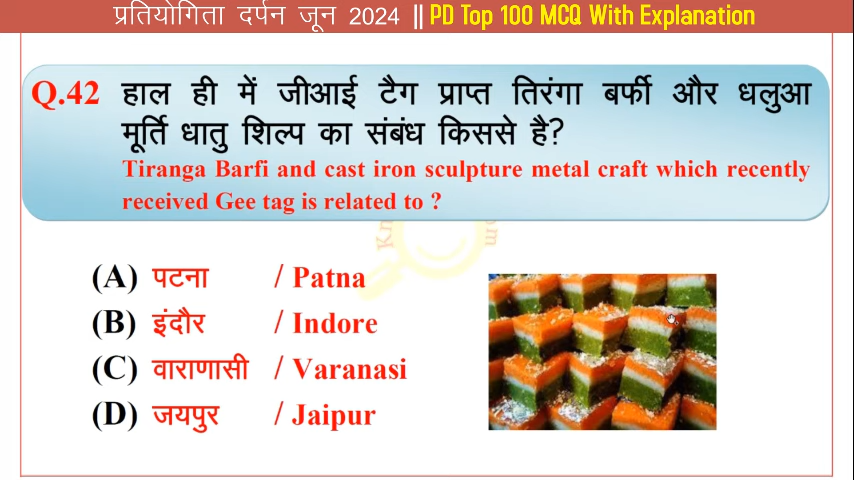 प्रतियोगिता दर्पन जून 2024 || PD Top 100 MCQ With Explanation
Q.42 हाल ही में जीआई टैग प्राप्त तिरंगा बर्फी और धलुआ
मूर्ति धातु शिल्प का संबंध किससे है?
Tiranga Barfi and cast iron sculpture metal craft which recently
received Gee tag is related to ?
(A) पटना / Patna
(B) इंदौर / Indore
(C) वाराणासी / Varanasi
(D) जयपुर / Jaipur